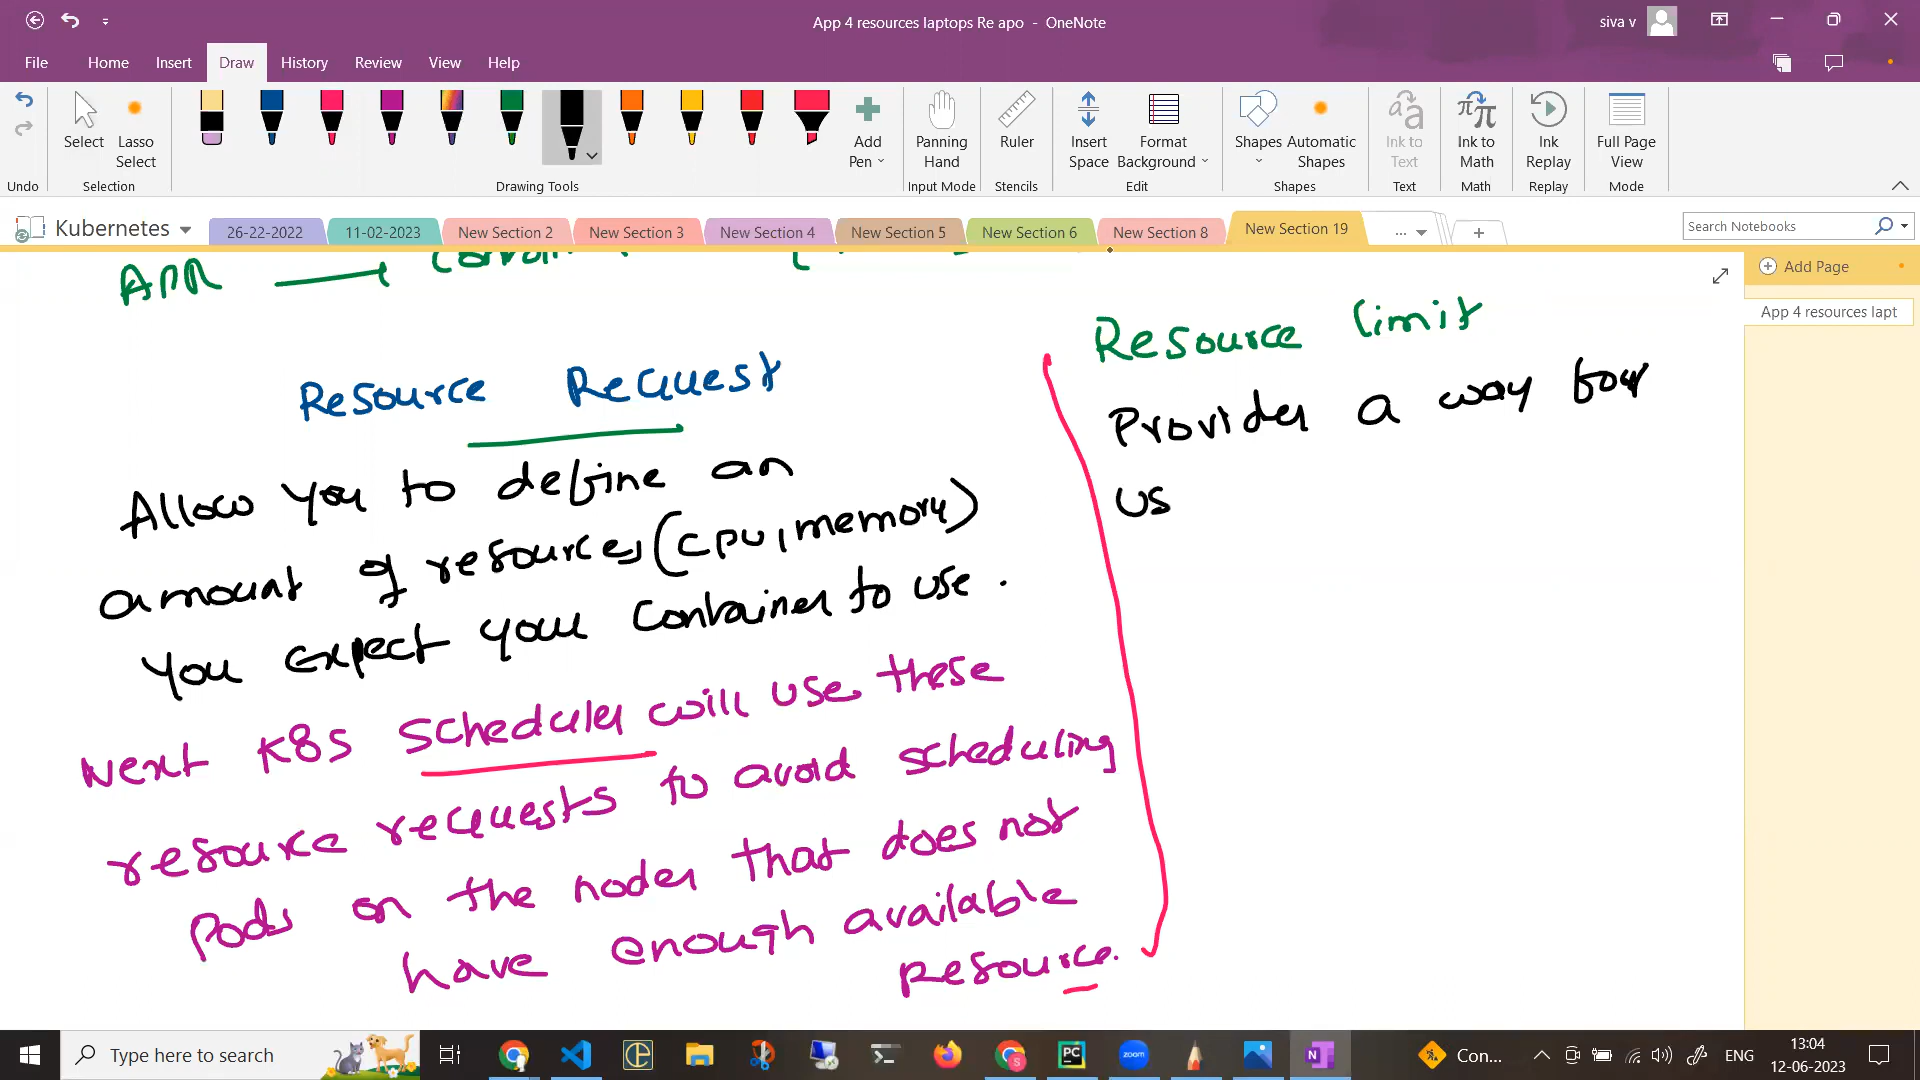 App 4 resources laptops Re apo - OneNote
siva v
File Home Insert Draw History Review View Help
Select
Lasso Select
Add Pen
Panning Hand
Ruler
Insert Space
Format Background
Shapes
Automatic Shapes
Ink to Text
Ink to Math
Ink Replay
Full Page View
Undo Selection Drawing Tools Input Mode Stencils Edit Shapes Text Math Replay Mode
Kubernetes
26-22-2022 11-02-2023 New Section 2 New Section 3 New Section 4 New Section 5 New Section 6 New Section 8 New Section 19 ... +
Search Notebooks
Add Page
App 4 resources lapt
Resource Request
Allow you to define an
amount of resources (CPU, memory)
you expect your container to use.
Next K8s scheduler will use these
resource requests to avoid scheduling
pods on the nodes that does not
have enough available
resource.
Resource limit
Provides a way for
us
Type here to search
PC
zoom
N
Con...
ENG
13:04
12-06-2023